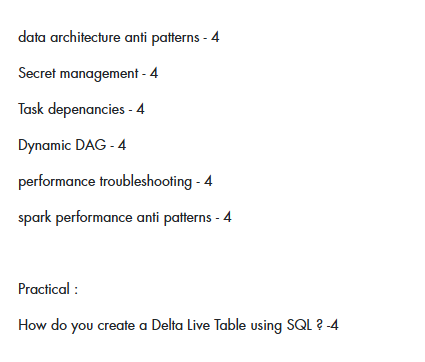 data architecture anti patterns - 4
Secret management - 4
Task depenancies - 4
Dynamic DAG - 4
performance troubleshooting - 4
spark performance anti patterns - 4
Practical :
How do you create a Delta Live Table using SQL ? -4